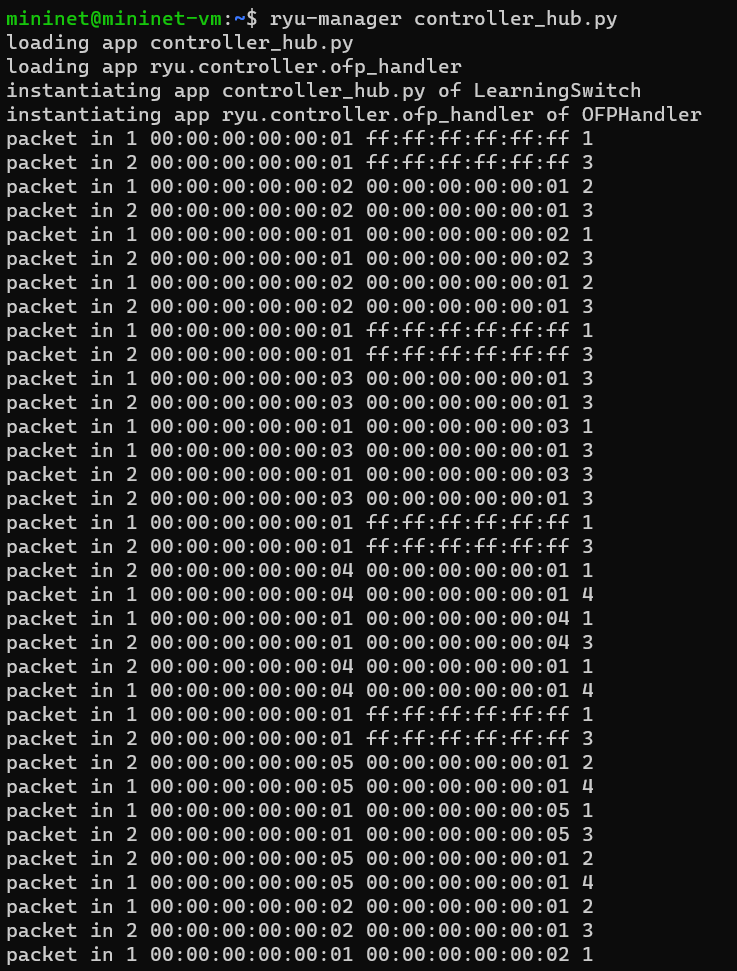 mininet@mininet-vm:~$ ryu-manager controller_hub.py
loading app controller_hub.py
loading app ryu.controller.ofp_handler
instantiating app controller_hub.py of LearningSwitch
instantiating app ryu.controller.ofp_handler of OFPHandler
packet in 1 00:00:00:00:00:01 ff:ff:ff:ff:ff:ff 1
packet in 2 00:00:00:00:00:01 ff:ff:ff:ff:ff:ff 3
packet in 1 00:00:00:00:00:02 00:00:00:00:00:01 2
packet in 2 00:00:00:00:00:02 00:00:00:00:00:01 3
packet in 1 00:00:00:00:00:01 00:00:00:00:00:02 1
packet in 2 00:00:00:00:00:01 00:00:00:00:00:02 3
packet in 1 00:00:00:00:00:02 00:00:00:00:00:01 2
packet in 2 00:00:00:00:00:02 00:00:00:00:00:01 3
packet in 1 00:00:00:00:00:01 ff:ff:ff:ff:ff:ff 1
packet in 2 00:00:00:00:00:01 ff:ff:ff:ff:ff:ff 3
packet in 1 00:00:00:00:00:03 00:00:00:00:00:01 3
packet in 2 00:00:00:00:00:03 00:00:00:00:00:01 3
packet in 1 00:00:00:00:00:01 00:00:00:00:00:03 1
packet in 1 00:00:00:00:00:03 00:00:00:00:00:01 3
packet in 2 00:00:00:00:00:01 00:00:00:00:00:03 3
packet in 2 00:00:00:00:00:03 00:00:00:00:00:01 3
packet in 1 00:00:00:00:00:01 ff:ff:ff:ff:ff:ff 1
packet in 2 00:00:00:00:00:01 ff:ff:ff:ff:ff:ff 3
packet in 2 00:00:00:00:00:04 00:00:00:00:00:01 1
packet in 1 00:00:00:00:00:04 00:00:00:00:00:01 4
packet in 1 00:00:00:00:00:01 00:00:00:00:00:04 1
packet in 2 00:00:00:00:00:01 00:00:00:00:00:04 3
packet in 2 00:00:00:00:00:04 00:00:00:00:00:01 1
packet in 1 00:00:00:00:00:04 00:00:00:00:00:01 4
packet in 1 00:00:00:00:00:01 ff:ff:ff:ff:ff:ff 1
packet in 2 00:00:00:00:00:01 ff:ff:ff:ff:ff:ff 3
packet in 2 00:00:00:00:00:05 00:00:00:00:00:01 2
packet in 1 00:00:00:00:00:05 00:00:00:00:00:01 4
packet in 1 00:00:00:00:00:01 00:00:00:00:00:05 1
packet in 2 00:00:00:00:00:01 00:00:00:00:00:05 3
packet in 2 00:00:00:00:00:05 00:00:00:00:00:01 2
packet in 1 00:00:00:00:00:05 00:00:00:00:00:01 4
packet in 1 00:00:00:00:00:02 00:00:00:00:00:01 2
packet in 2 00:00:00:00:00:02 00:00:00:00:00:01 3
packet in 1 00:00:00:00:00:01 00:00:00:00:00:02 1